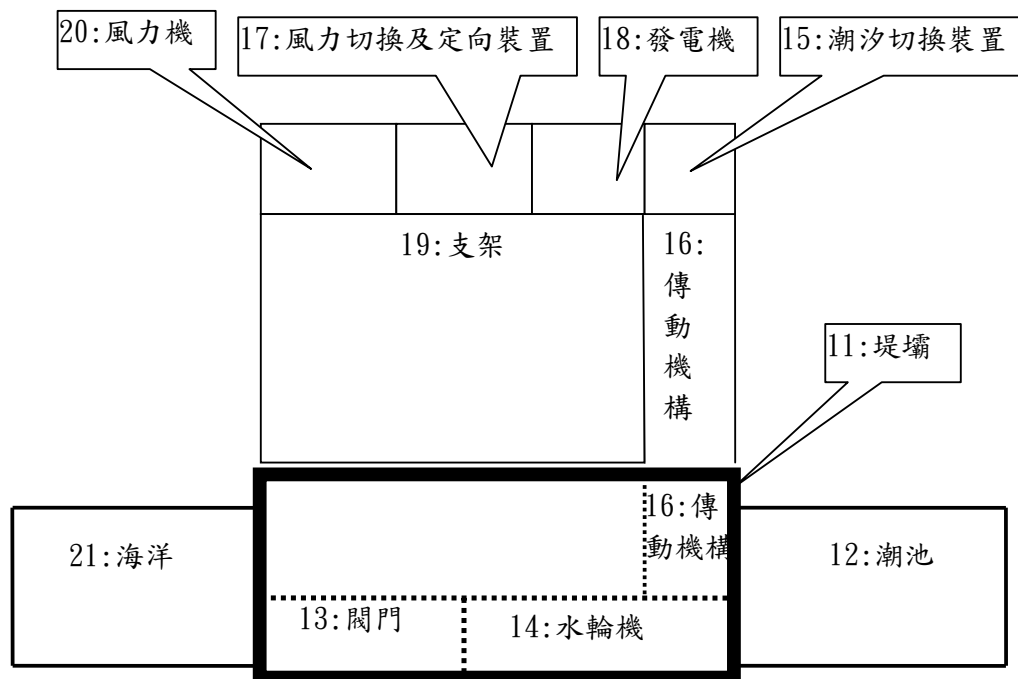 20:風力機
17:風力切換及定向裝置
18:發電機
15:潮汐切換裝置
19:支架
16:
傳
動
機
構
11:堤壩
16:傳
動機構
21:海洋
12:潮池
13:閥門
14:水輪機